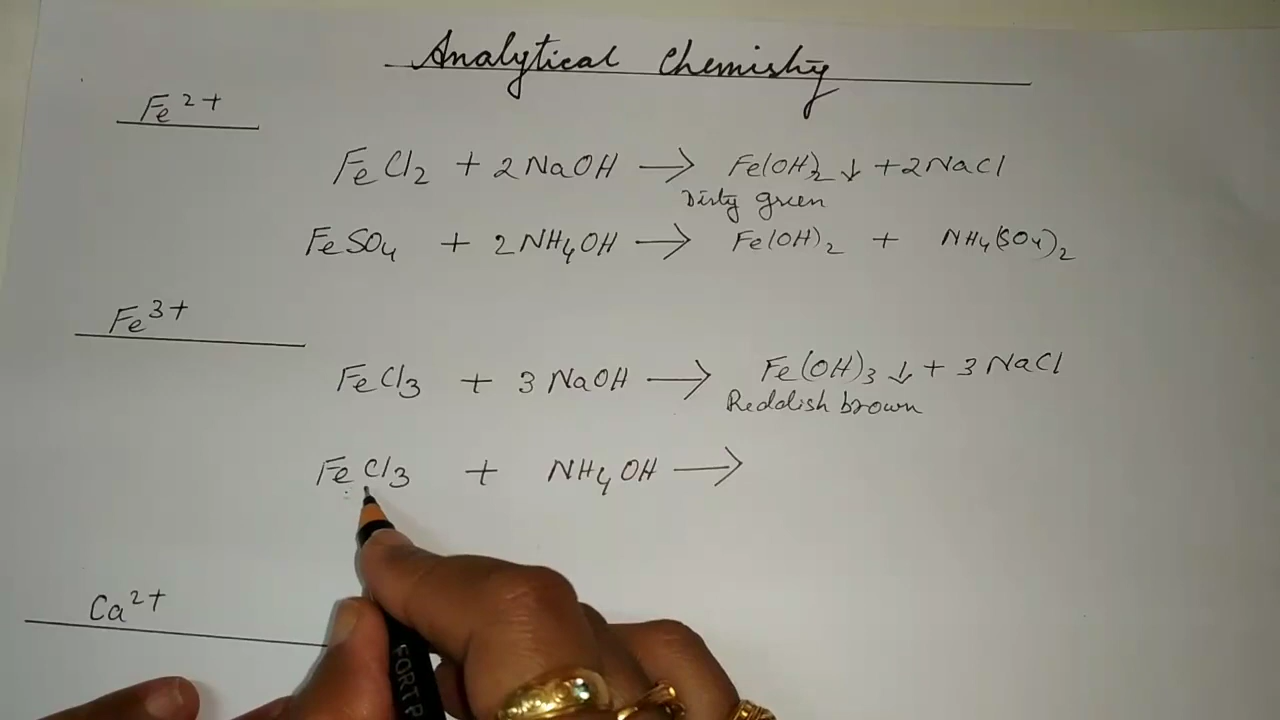 Analytical Chemistry
Fe²⁺
FeCl₂ + 2NaOH → Fe(OH)₂ ↓ + 2NaCl
Dirty green
FeSO₄ + 2NH₄OH → Fe(OH)₂ + NH₄(SO₄)₂
Fe³⁺
FeCl₃ + 3NaOH → Fe(OH)₃ ↓ + 3NaCl
Reddish brown
FeCl₃ + NH₄OH →
Ca²⁺
FORT P